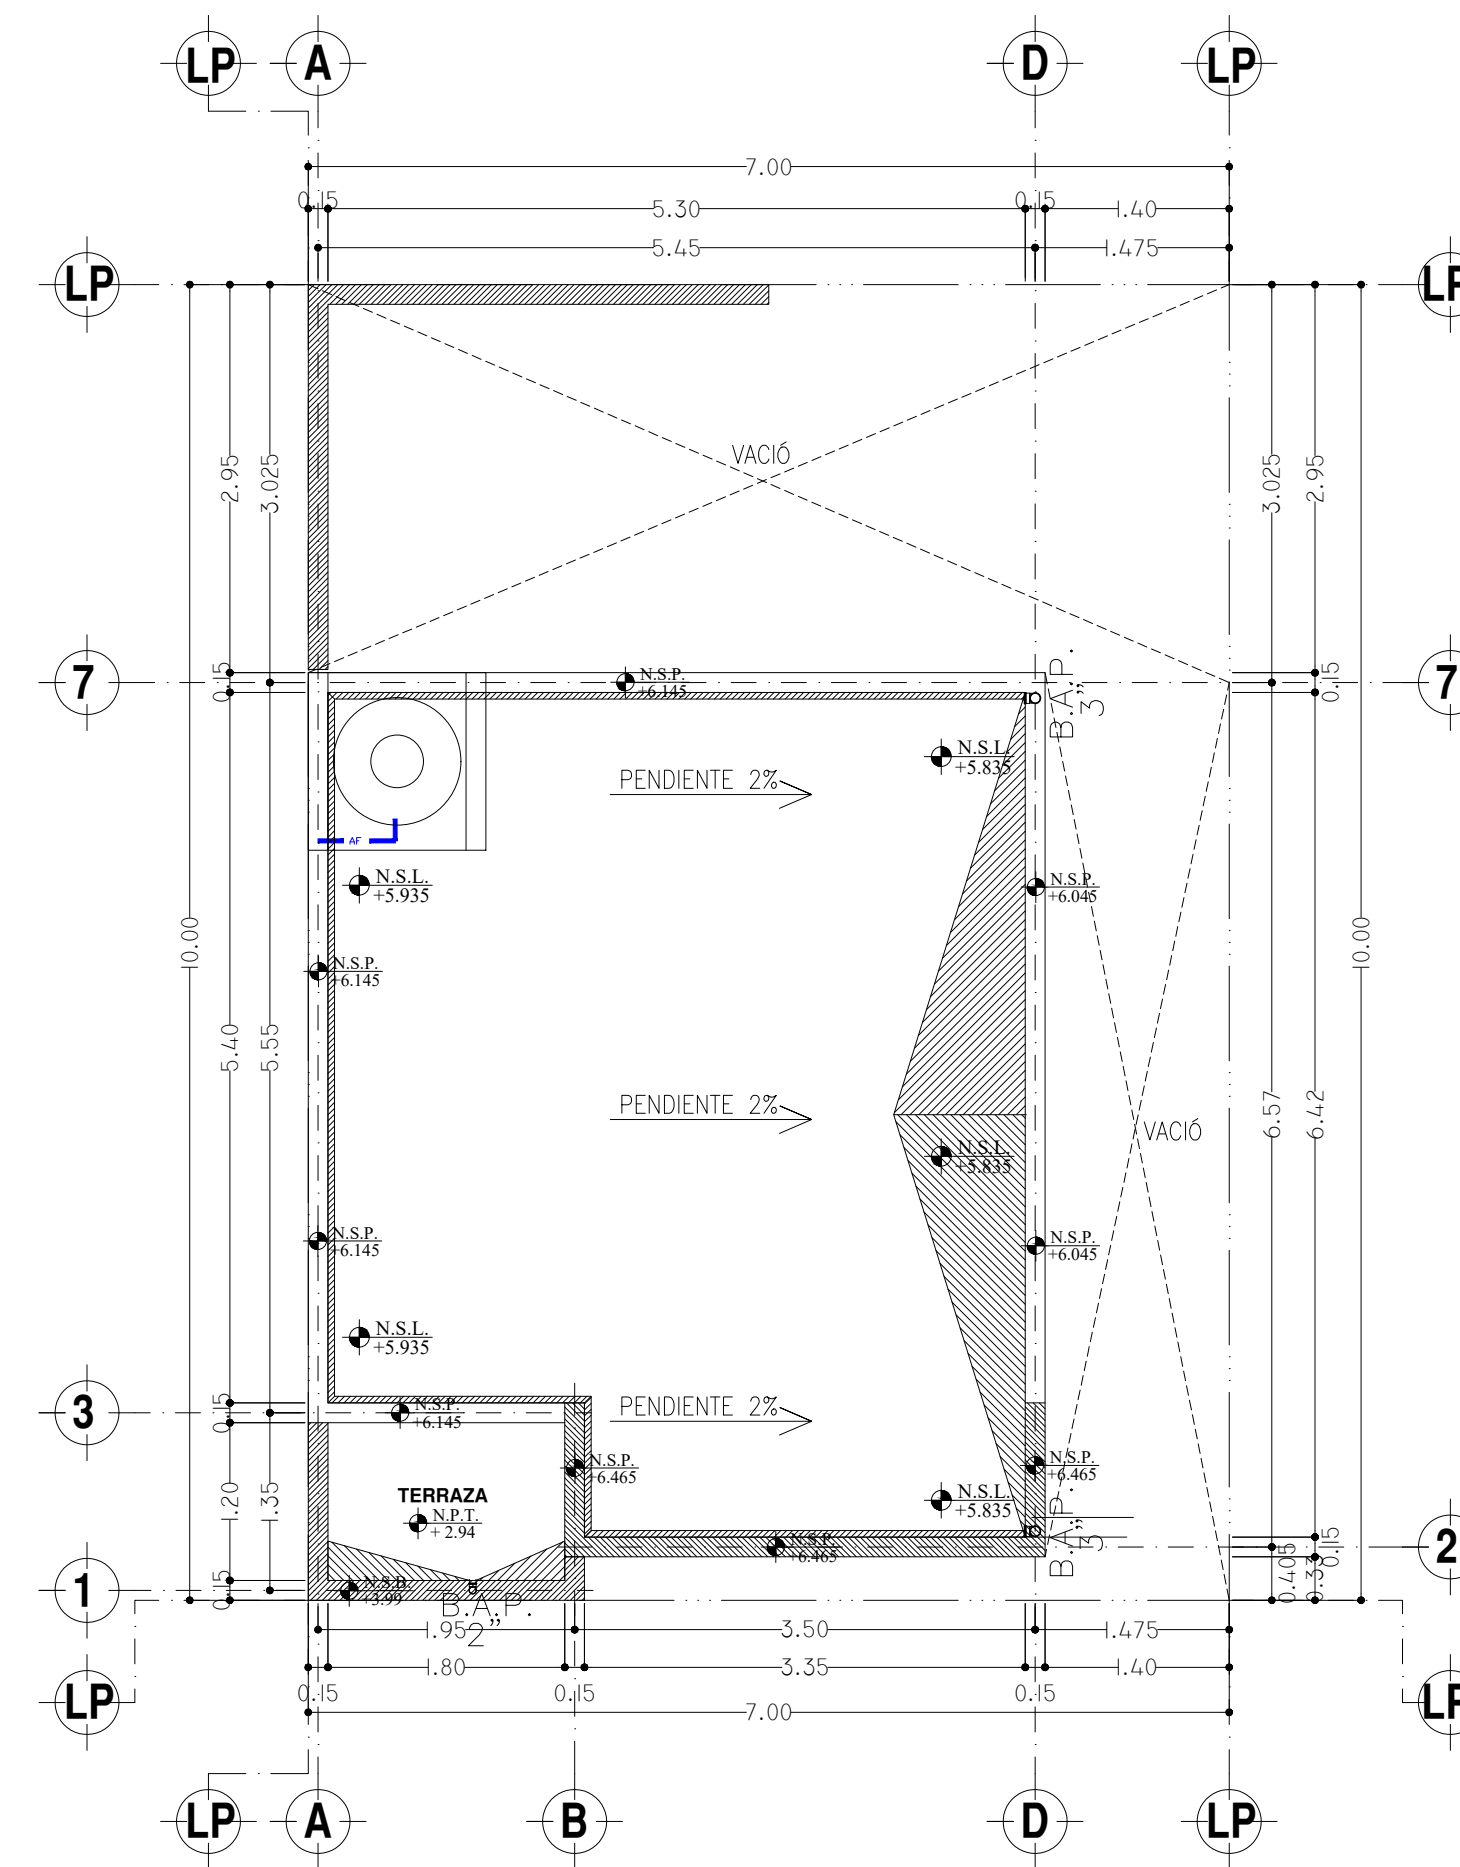 LP A D LP
7.00
0.15 5.30 0.15 1.40
5.45 1.475
LP LP
2.95 3.025 3.025 2.95
VACIÓ
7 7
0.15 0.15
N.S.P.
+6.145
B.A.P.
3"
N.S.L.
+5.835
PENDIENTE 2%
AF
N.S.L.
+5.935
N.S.P.
+6.045
10.00 10.00
N.S.P.
+6.145
5.40 5.55
PENDIENTE 2%
6.57 6.42
VACIÓ
N.S.L.
+5.835
N.S.P.
+6.145
N.S.P.
+6.045
N.S.L.
+5.935
3
0.15
N.S.P.
+6.145
PENDIENTE 2%
N.S.P.
+6.465
N.S.P.
+6.465
1.20 1.35
TERRAZA
N.P.T.
+ 2.94
N.S.L.
+5.835
N.S.P.
+6.465
B.A.P.
3"
2
0.15
0.405 0.33
1
0.15
N.S.B.
+3.99
B.A.P.
2"
1.95 3.50 1.475
1.80 3.35 1.40
0.15 0.15 0.15
7.00
LP LP
LP A B D LP